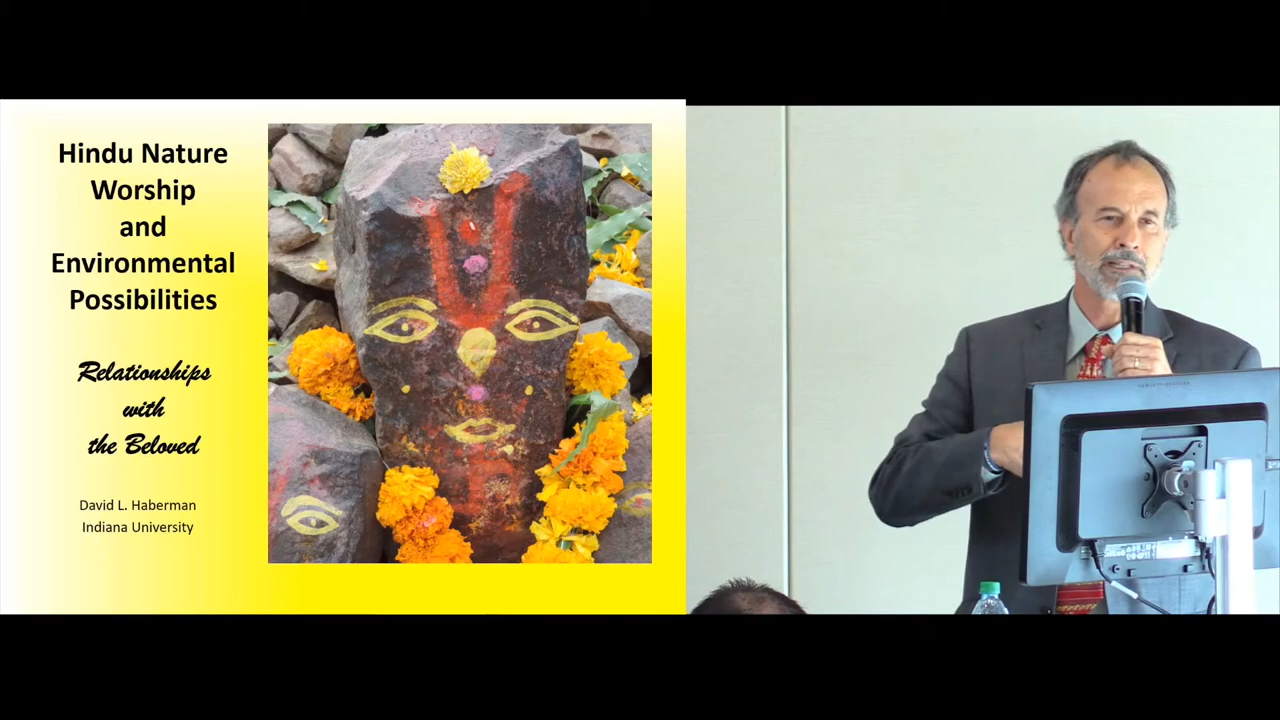 Hindu Nature
Worship
and
Environmental
Possibilities
Relationships
with
the Beloved
David L. Haberman
Indiana University